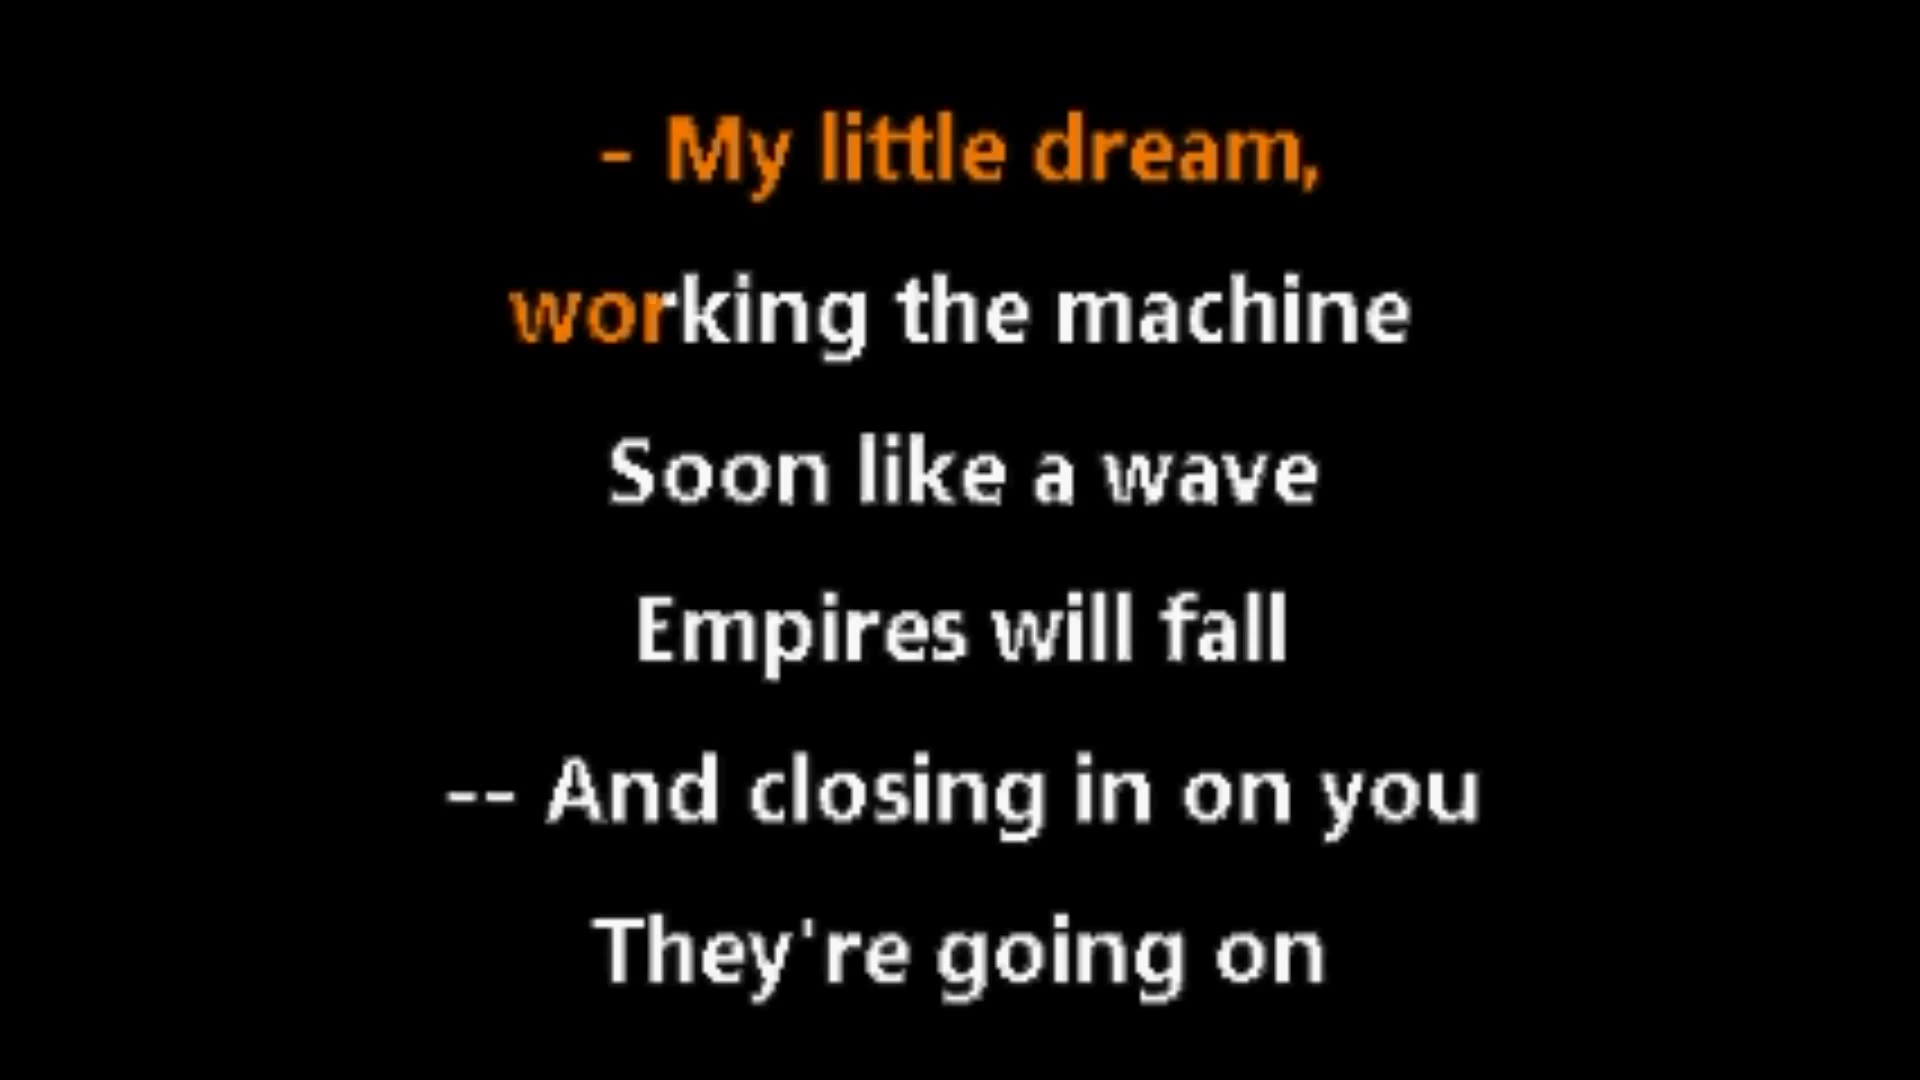 - My little dream,
working the machine
Soon like a wave
Empires will fall
-- And closing in on you
They're going on